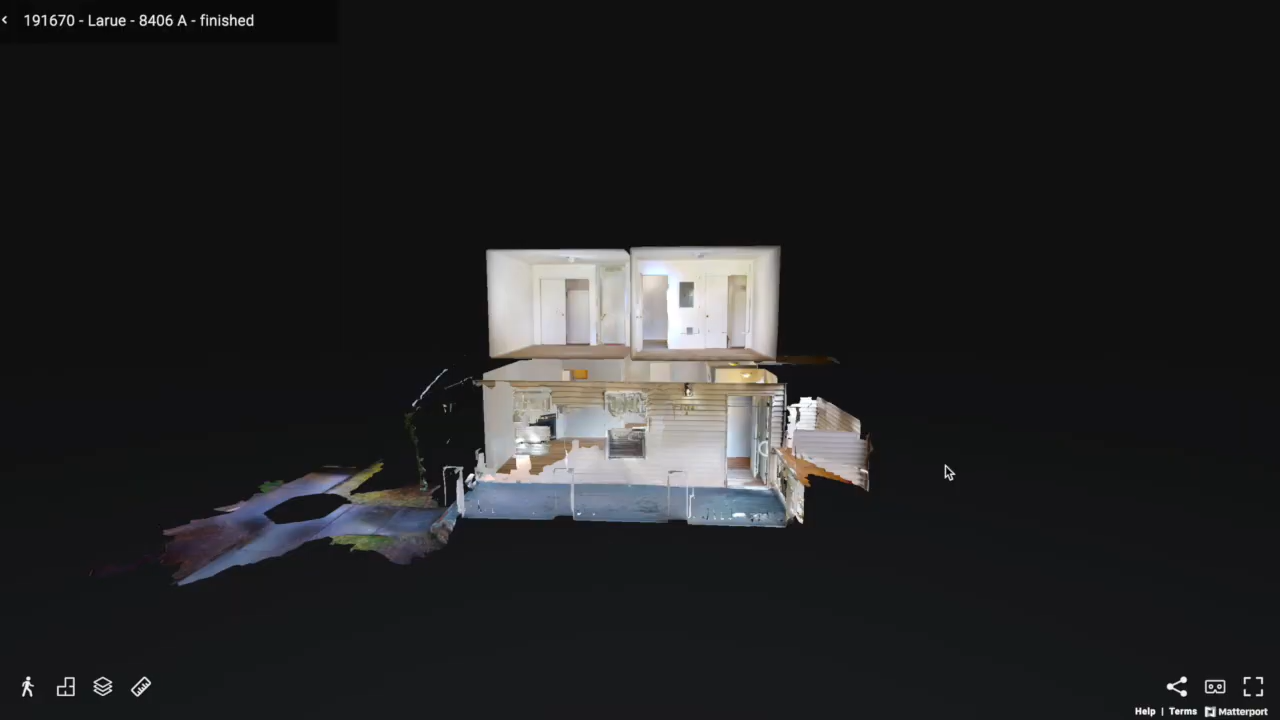 191670 - Larue - 8406 A - finished
Help | Terms Matterport